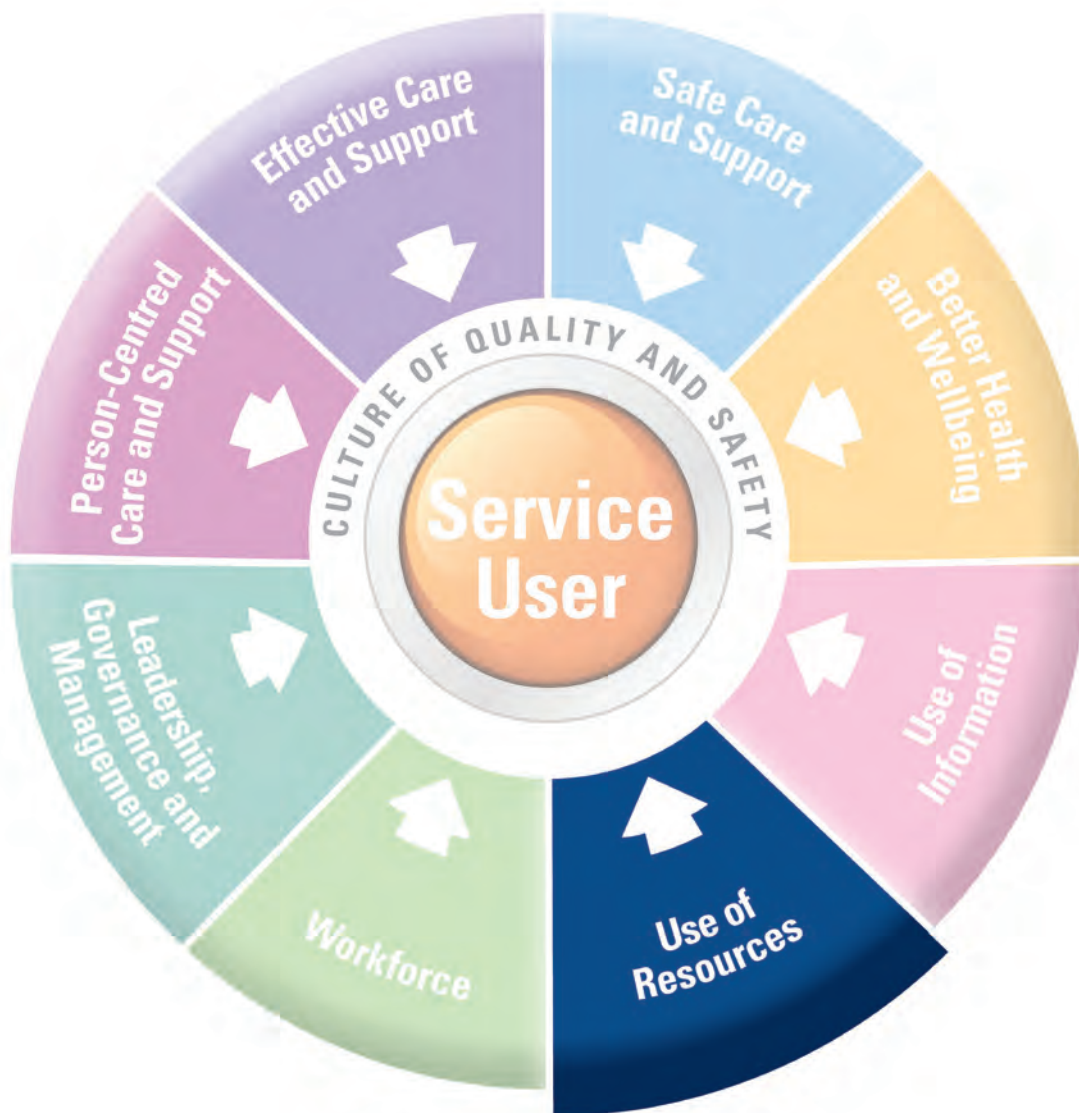 Effective Care
and Support
Safe Care
and Support
Better Health
and Wellbeing
Use of
Information
Use of
Resources
Workforce
Leadership,
Governance and
Management
Person-Centred
Care and Support
CULTURE OF QUALITY AND SAFETY
Service
User